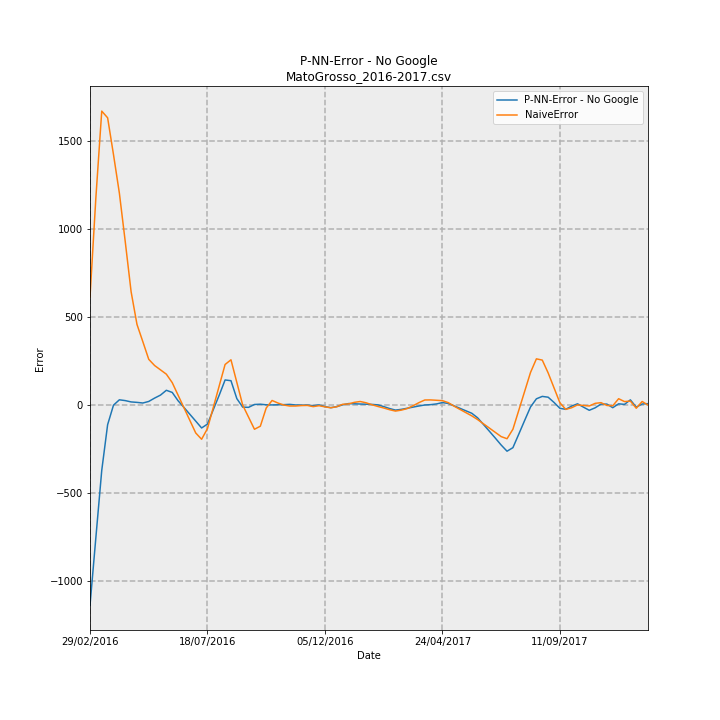 P-NN-Error - No Google
MatoGrosso_2016-2017.csv
P-NN-Error - No Google
NaiveError
1500
1000
500
0
−500
−1000
Error
29/02/2016
18/07/2016
05/12/2016
24/04/2017
11/09/2017
Date